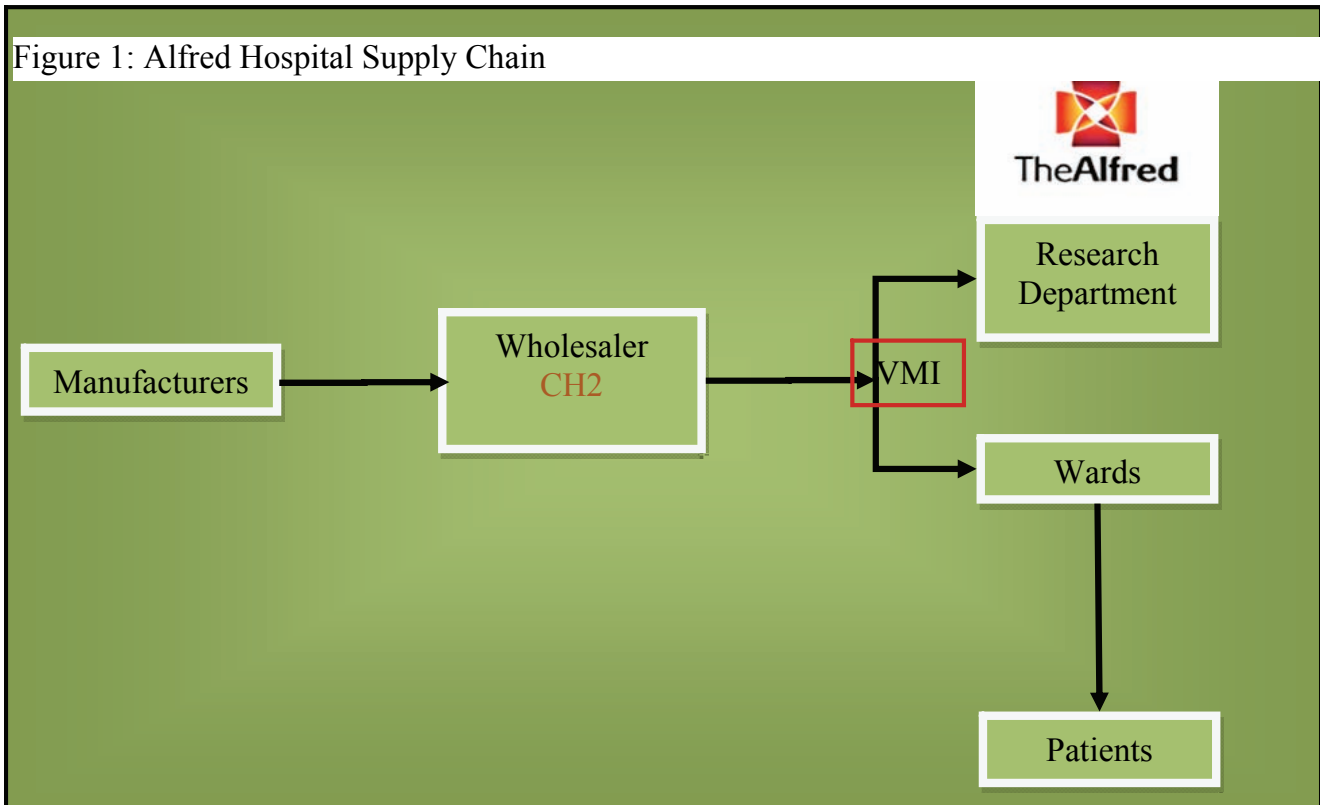 Figure 1: Alfred Hospital Supply Chain
TheAlfred
Research
Department
Manufacturers
Wholesaler
CH2
VMI
Wards
Patients